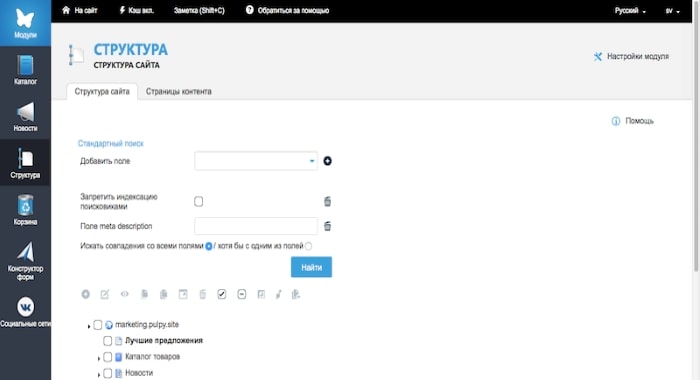 На сайт Кэш вкл. Заметка (Shift+C) Обратиться за помощью Русский sv
Модули
Каталог
Новости
Структура
Корзина
Конструктор
форм
Социальные сети
СТРУКТУРА
СТРУКТУРА САЙТА
Настройки модуля
Структура сайта Страницы контента
Помощь
Стандартный поиск
Добавить поле
Запретить индексацию
поисковиками
Поле meta description
Искать совпадения со всеми полями / хотя бы с одним из полей
Найти
marketing.pulpy.site
Лучшие предложения
Каталог товаров
Новости